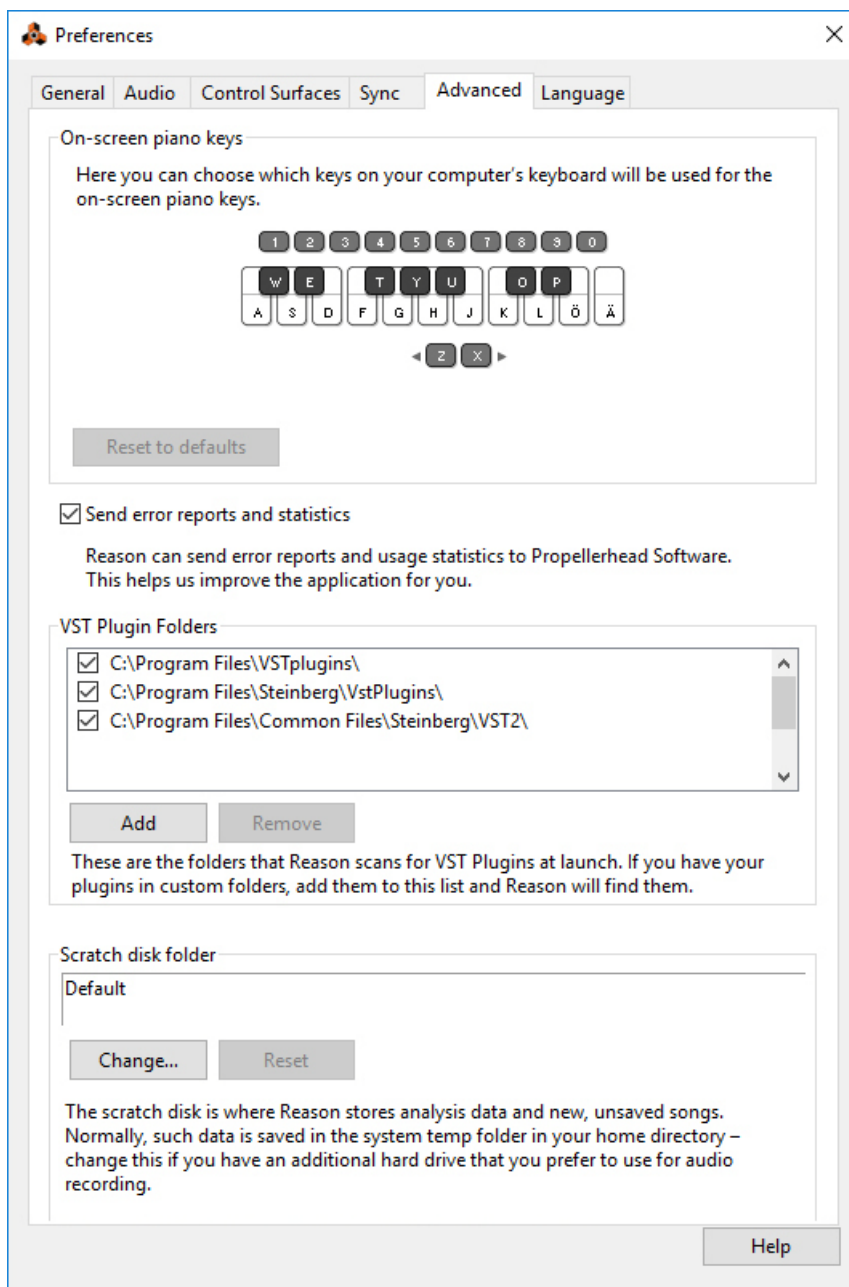 Preferences
General Audio Control Surfaces Sync Advanced Language
On-screen piano keys
Here you can choose which keys on your computer's keyboard will be used for the
on-screen piano keys.
1 2 3 4 5 6 7 8 9 0
W E T Y U O P
A S D F G H J K L Ö Ä
Z X
Reset to defaults
Send error reports and statistics
Reason can send error reports and usage statistics to Propellerhead Software.
This helps us improve the application for you.
VST Plugin Folders
C:\Program Files\VSTplugins\
C:\Program Files\Steinberg\VstPlugins\
C:\Program Files\Common Files\Steinberg\VST2\
Add Remove
These are the folders that Reason scans for VST Plugins at launch. If you have your
plugins in custom folders, add them to this list and Reason will find them.
Scratch disk folder
Default
Change... Reset
The scratch disk is where Reason stores analysis data and new, unsaved songs.
Normally, such data is saved in the system temp folder in your home directory –
change this if you have an additional hard drive that you prefer to use for audio
recording.
Help